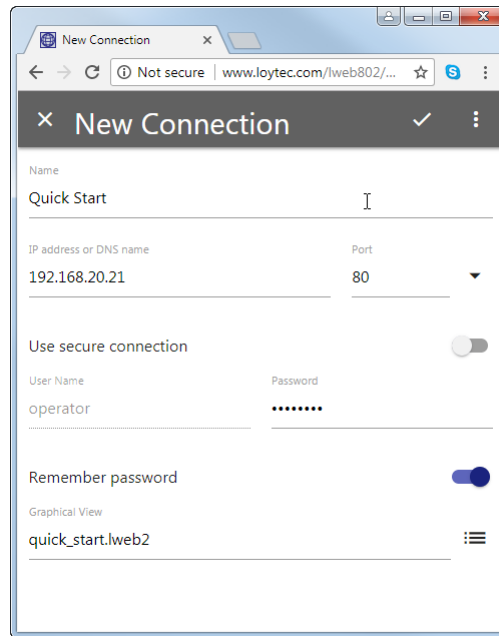 New Connection
Not secure www.loytec.com/lweb802/...
New Connection
Name
Quick Start
IP address or DNS name Port
192.168.20.21 80
Use secure connection
User Name Password
operator ••••••••
Remember password
Graphical View
quick_start.lweb2